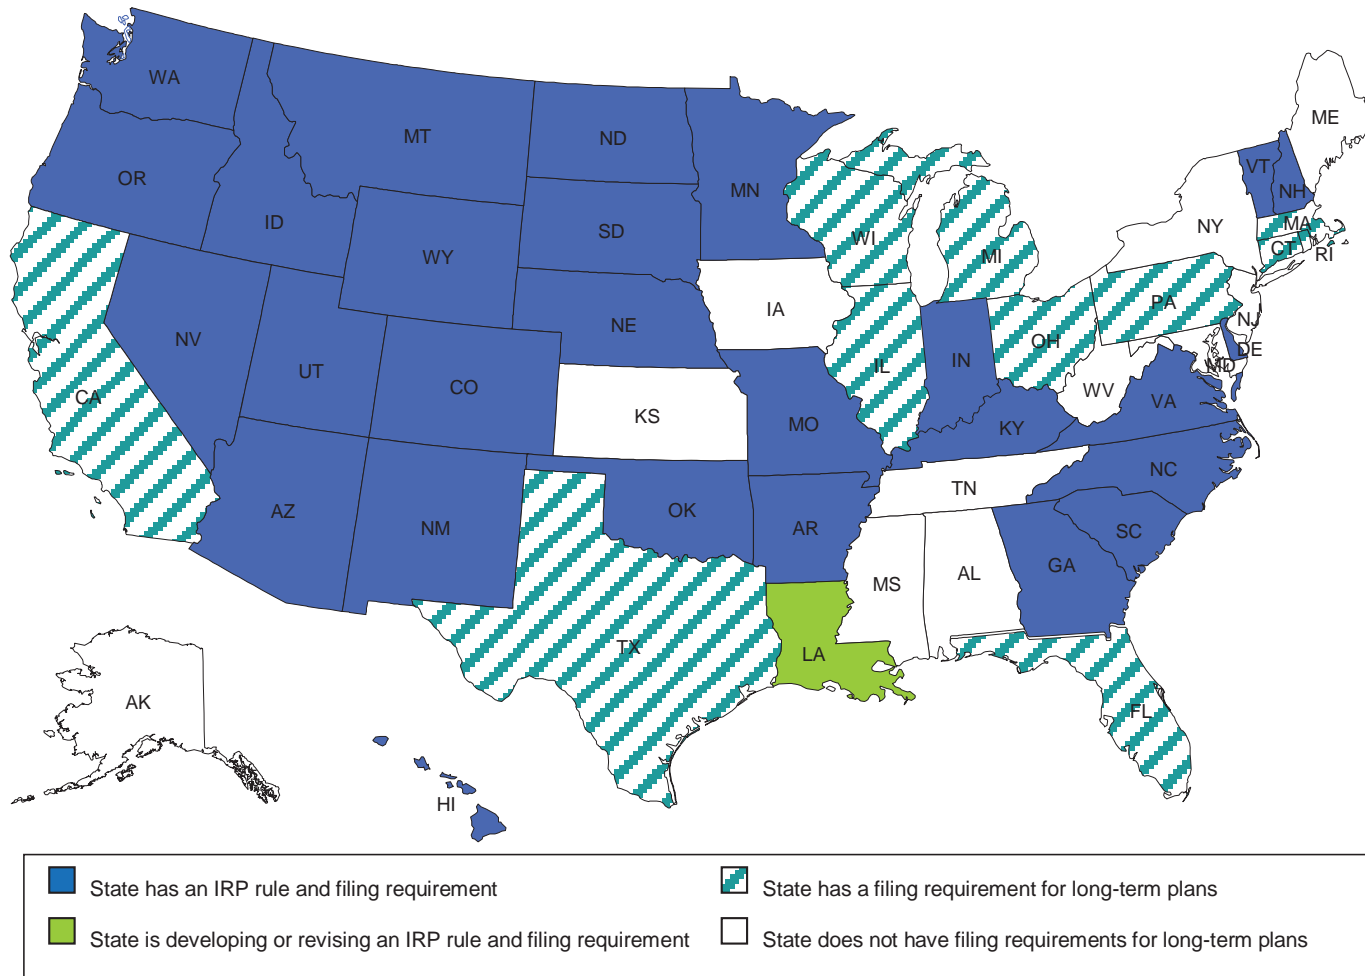 WA
MT
ND
MN
OR
ID
WY
SD
WI
MI
ME
VT
NH
NY
MA
CT
RI
NV
UT
CO
NE
IA
IL
IN
OH
PA
NJ
DE
MD
WV
VA
CA
KS
MO
KY
AZ
NM
OK
AR
TN
NC
SC
MS
AL
GA
TX
LA
FL
AK
HI
State has an IRP rule and filing requirement
State has a filing requirement for long-term plans
State is developing or revising an IRP rule and filing requirement
State does not have filing requirements for long-term plans